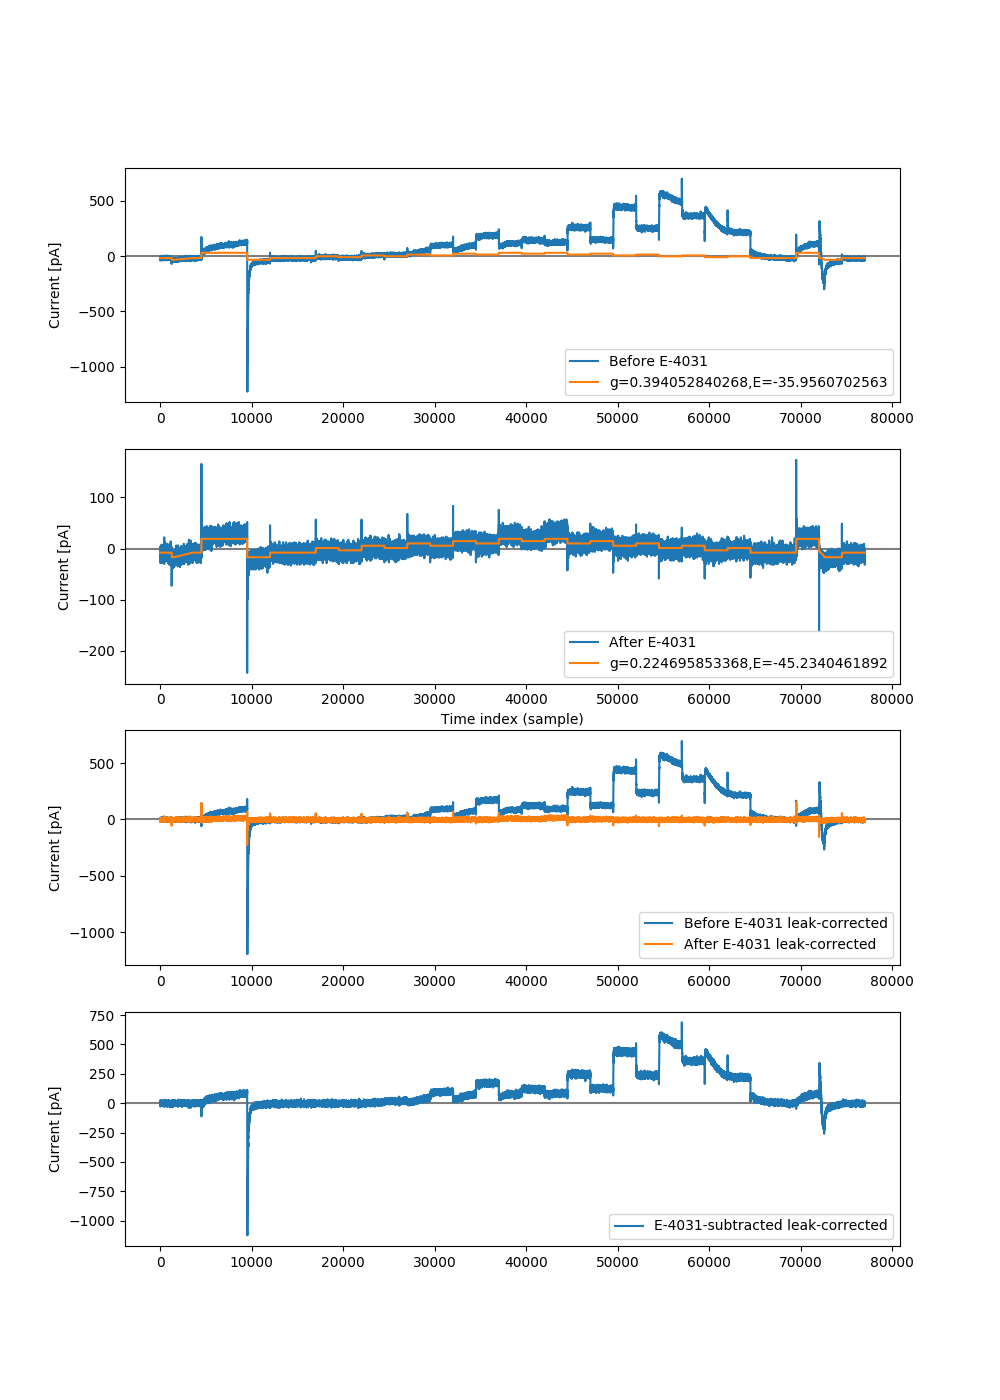 500
0
−500
−1000
Current [pA]
Before E-4031
g=0.394052840268,E=-35.9560702563
0 10000 20000 30000 40000 50000 60000 70000 80000
100
0
−100
−200
Current [pA]
After E-4031
g=0.224695853368,E=-45.2340461892
0 10000 20000 30000 40000 50000 60000 70000 80000
Time index (sample)
500
0
−500
−1000
Current [pA]
Before E-4031 leak-corrected
After E-4031 leak-corrected
0 10000 20000 30000 40000 50000 60000 70000 80000
750
500
250
0
−250
−500
−750
−1000
Current [pA]
E-4031-subtracted leak-corrected
0 10000 20000 30000 40000 50000 60000 70000 80000